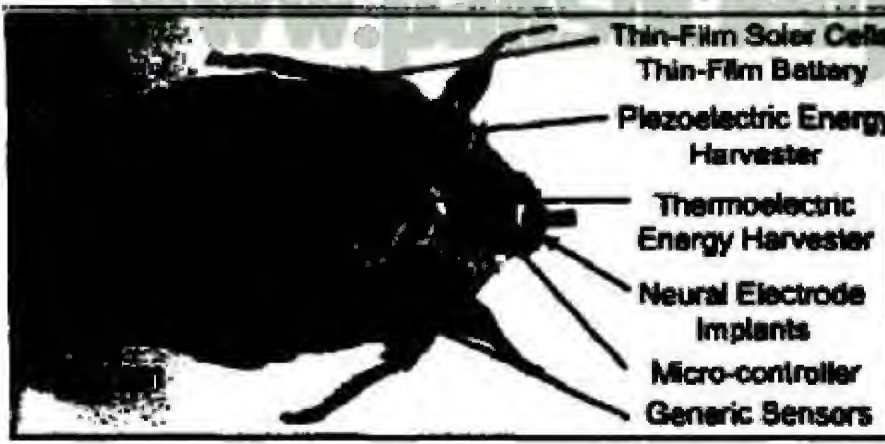 Thin-Film Solar Cells
Thin-Film Battery
Piezoelectric Energy
Harvester
Thermoelectric
Energy Harvester
Neural Electrode
Implants
Micro-controller
Generic Sensors